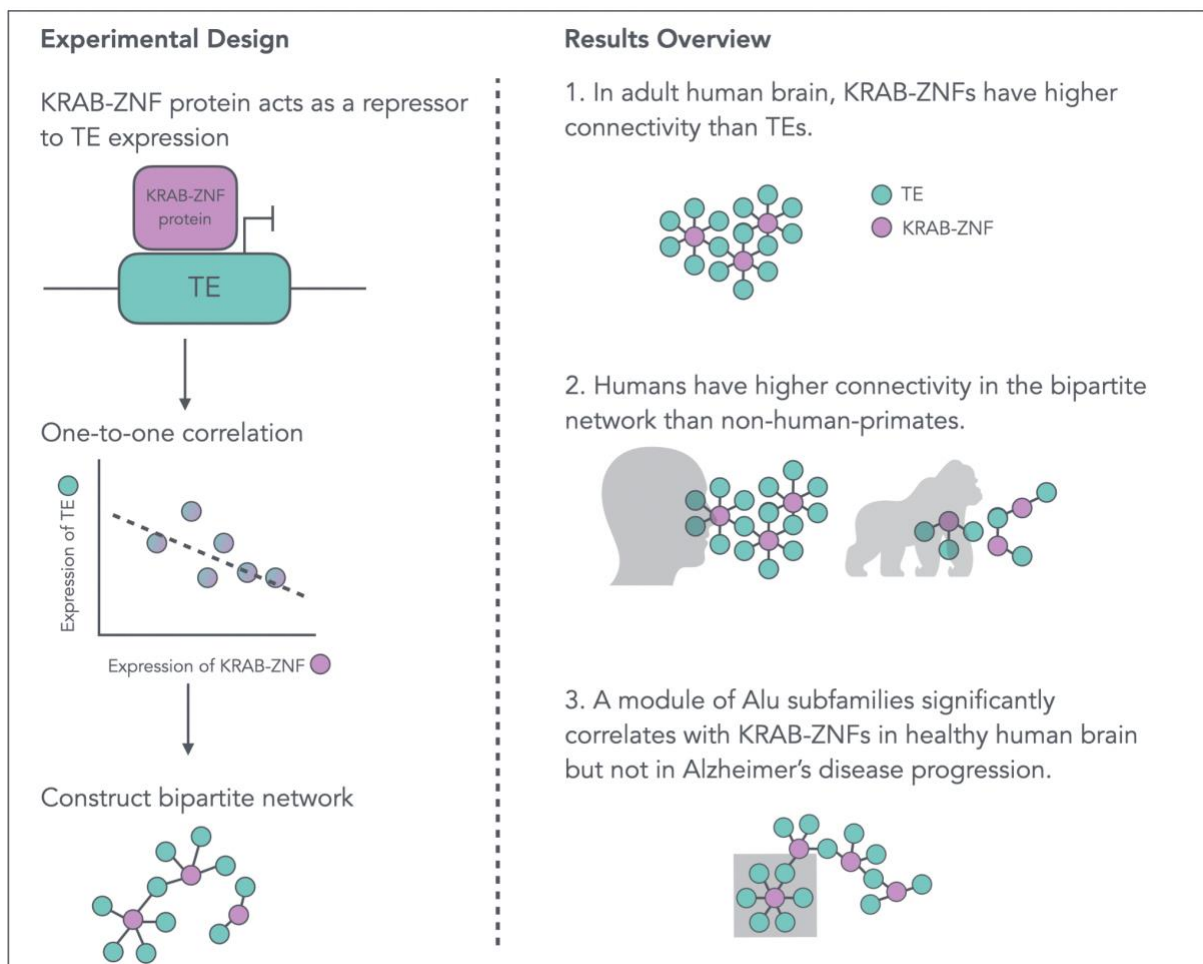 Experimental Design
KRAB-ZNF protein acts as a repressor
to TE expression
KRAB-ZNF
protein
TE
One-to-one correlation
Expression of TE
Expression of KRAB-ZNF
Construct bipartite network
Results Overview
1. In adult human brain, KRAB-ZNFs have higher
connectivity than TEs.
TE
KRAB-ZNF
2. Humans have higher connectivity in the bipartite
network than non-human-primates.
3. A module of Alu subfamilies significantly
correlates with KRAB-ZNFs in healthy human brain
but not in Alzheimer’s disease progression.